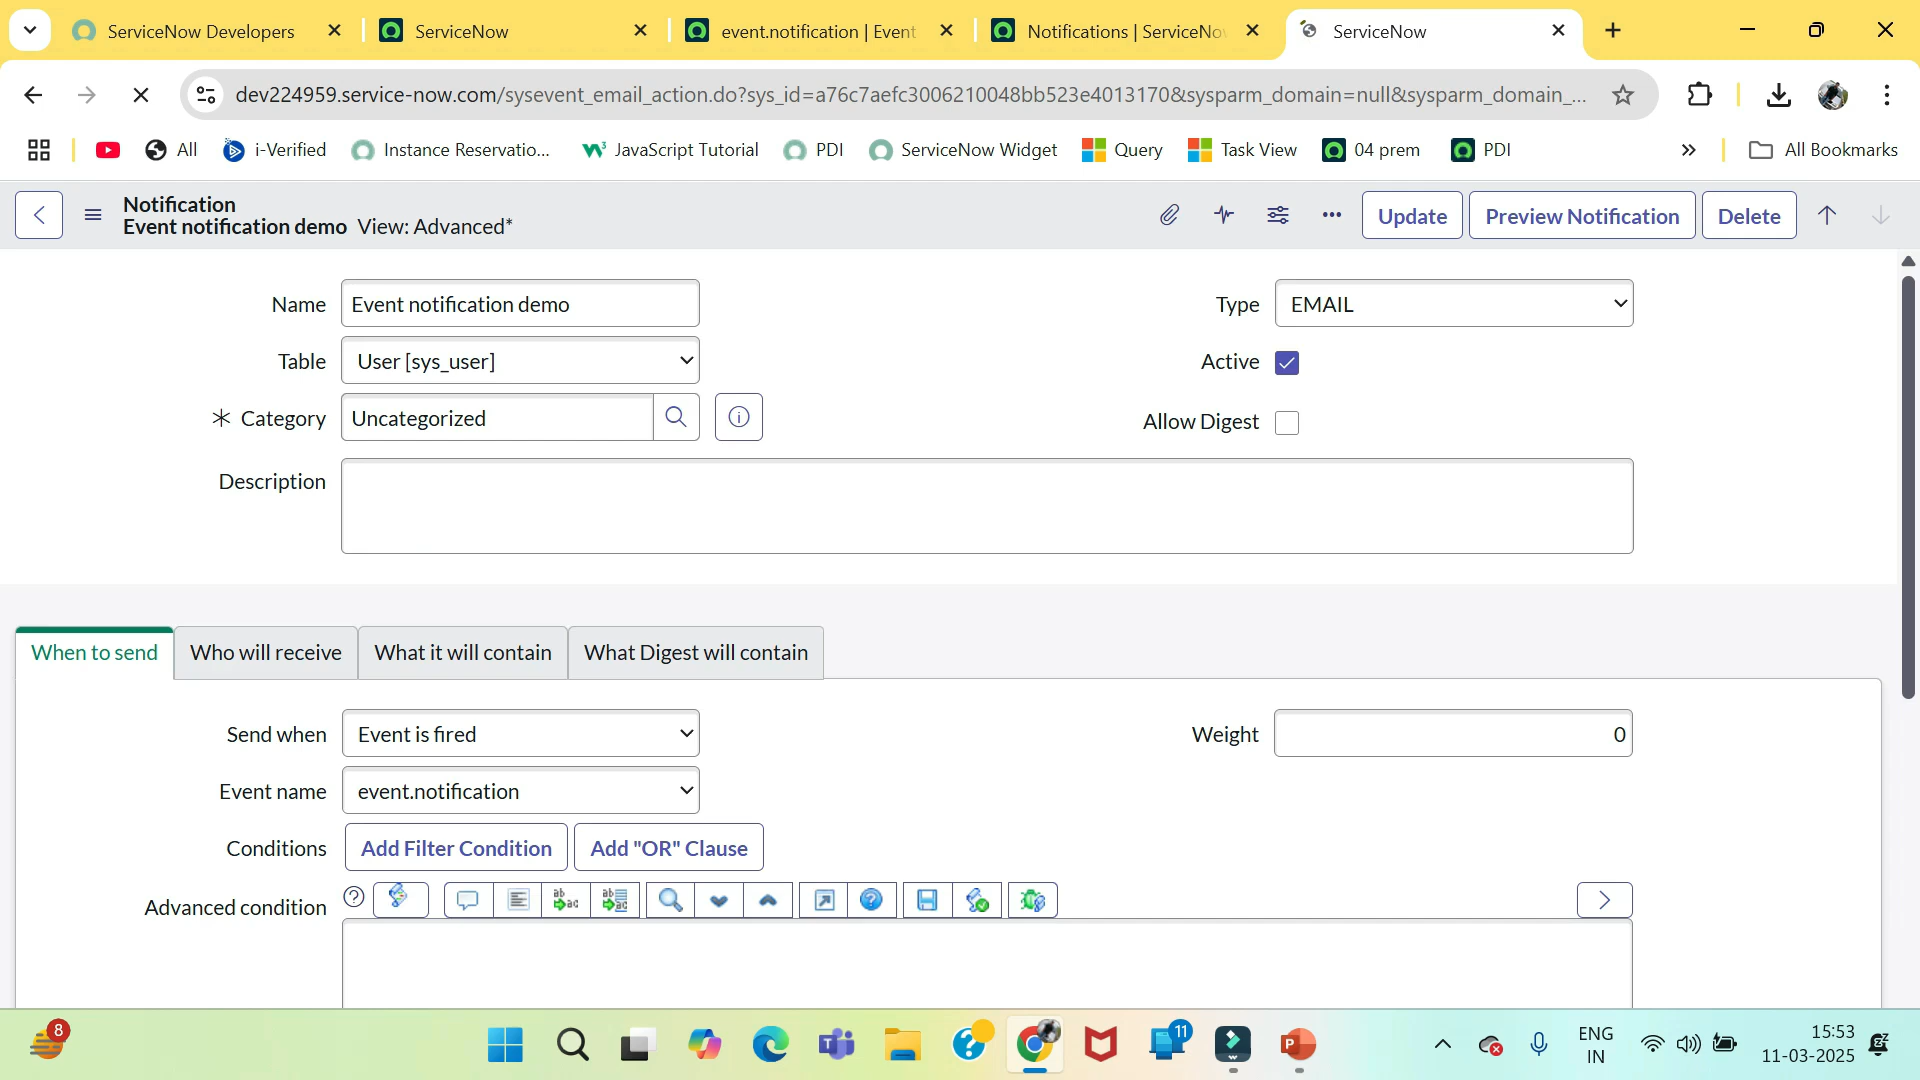 ServiceNow Developers
ServiceNow
event.notification | Event
Notifications | ServiceNo
ServiceNow
dev224959.service-now.com/sysevent_email_action.do?sys_id=a76c7aefc3006210048bb523e4013170&sysparm_domain=null&sysparm_domain_...
All
i-Verified
Instance Reservatio...
JavaScript Tutorial
PDI
ServiceNow Widget
Query
Task View
04 prem
PDI
All Bookmarks
Notification
Event notification demo View: Advanced*
Update
Preview Notification
Delete
Name
Event notification demo
Type
EMAIL
Table
User [sys_user]
Active
Category
Uncategorized
Allow Digest
Description
When to send
Who will receive
What it will contain
What Digest will contain
Send when
Event is fired
Weight
0
Event name
event.notification
Conditions
Add Filter Condition
Add "OR" Clause
Advanced condition
8
11
ENG
IN
15:53
11-03-2025